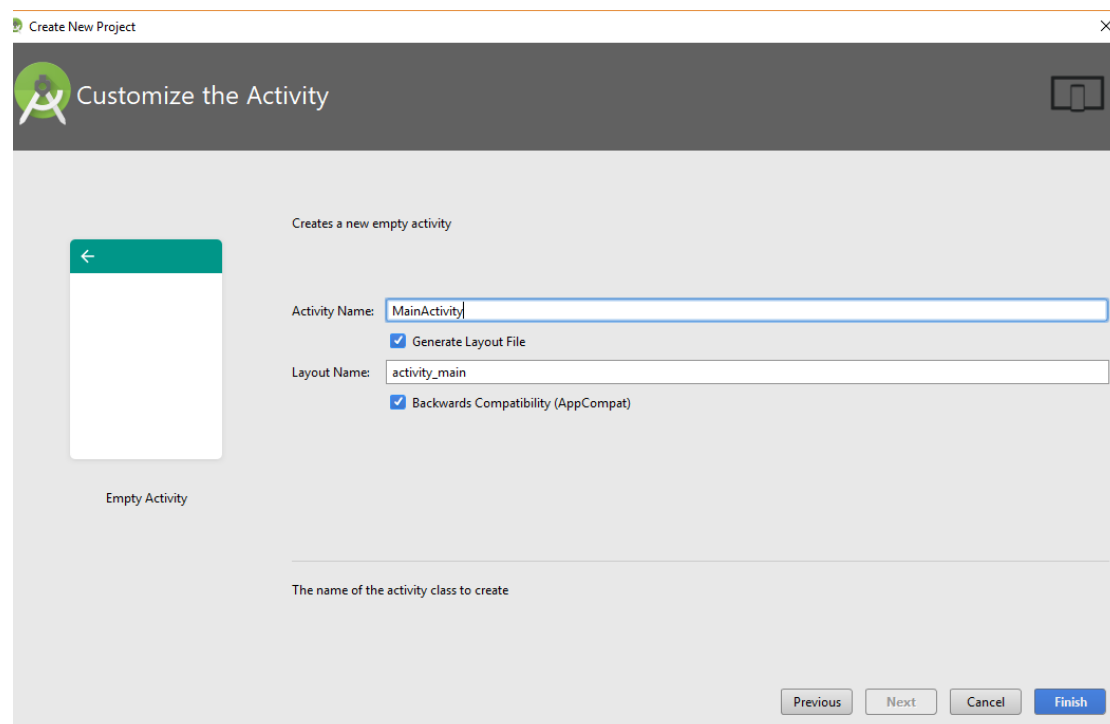 Create New Project
Customize the Activity
Creates a new empty activity
Activity Name: MainActivity
Generate Layout File
Layout Name: activity_main
Backwards Compatibility (AppCompat)
Empty Activity
The name of the activity class to create
Previous Next Cancel Finish